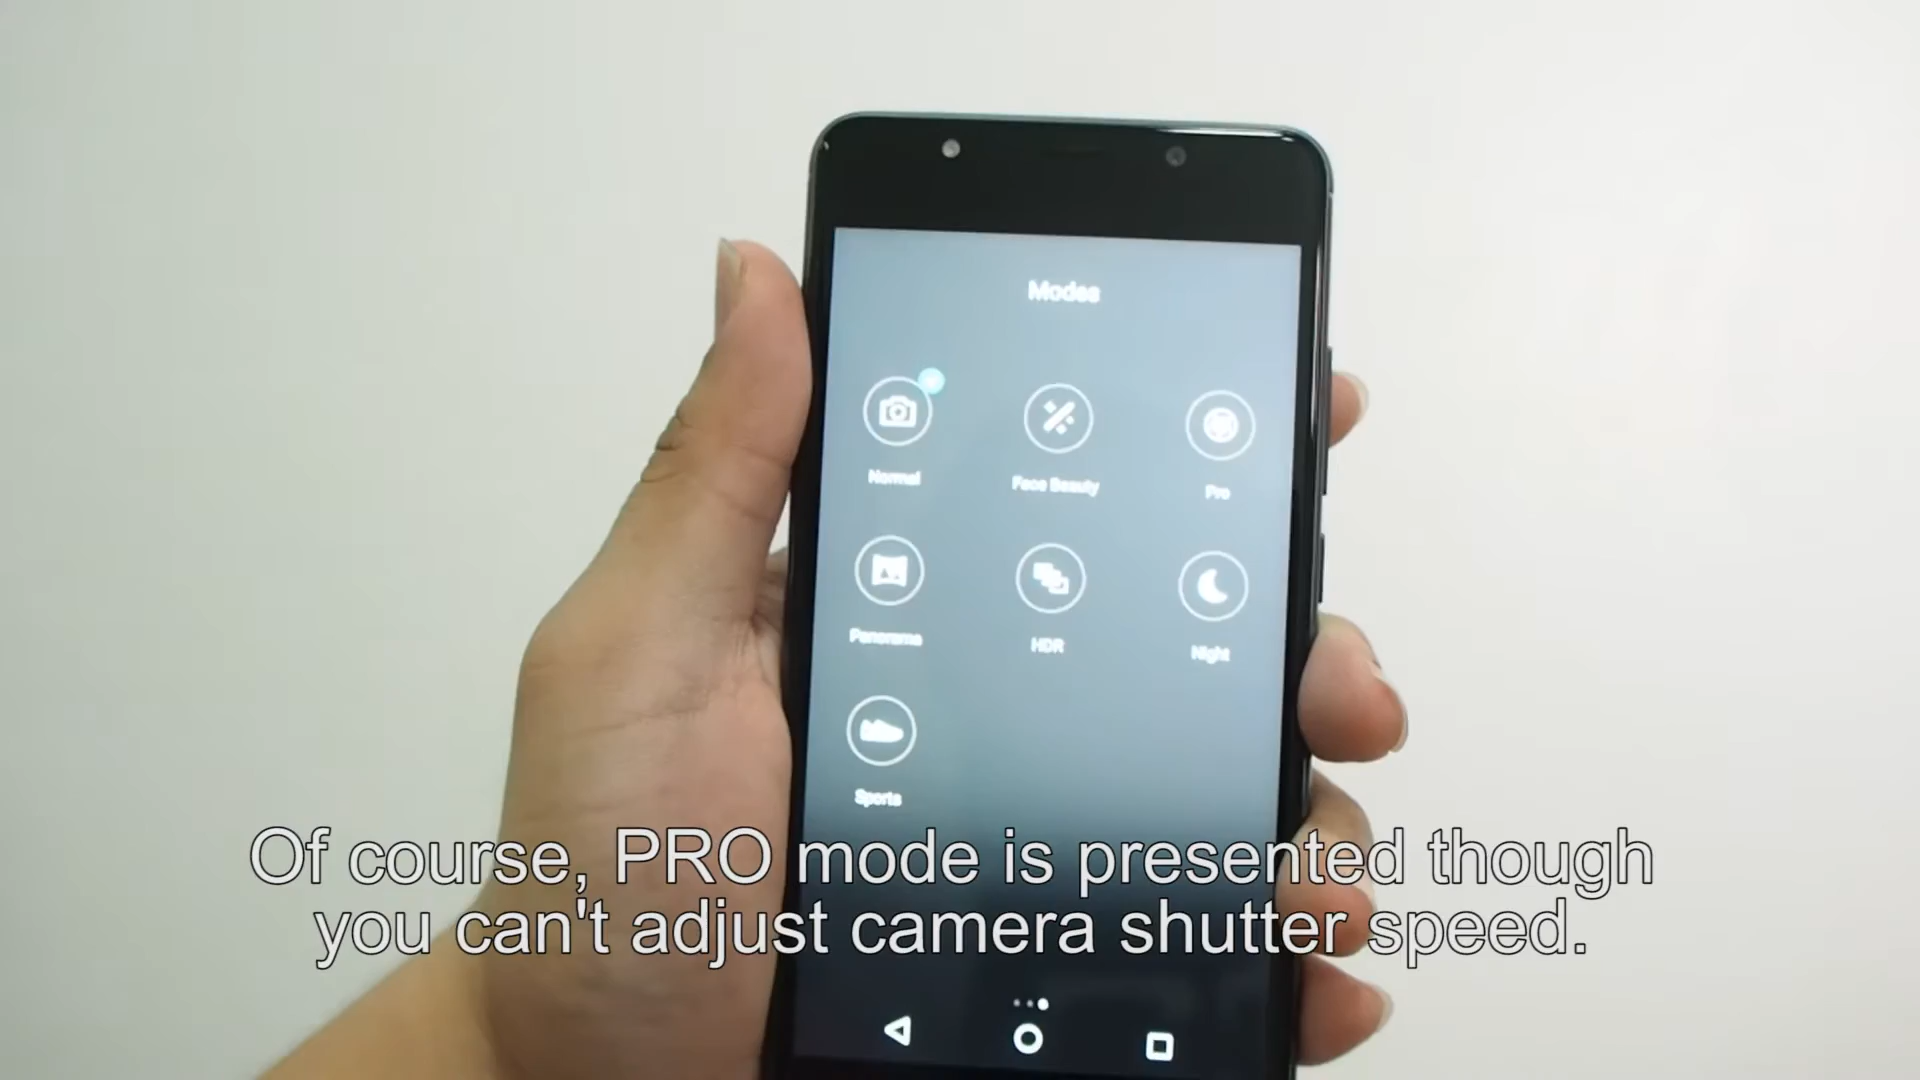 Modes
Normal
Face Beauty
Pro
Panorama
HDR
Night
Sports
Of course, PRO mode is presented though
you can't adjust camera shutter speed.